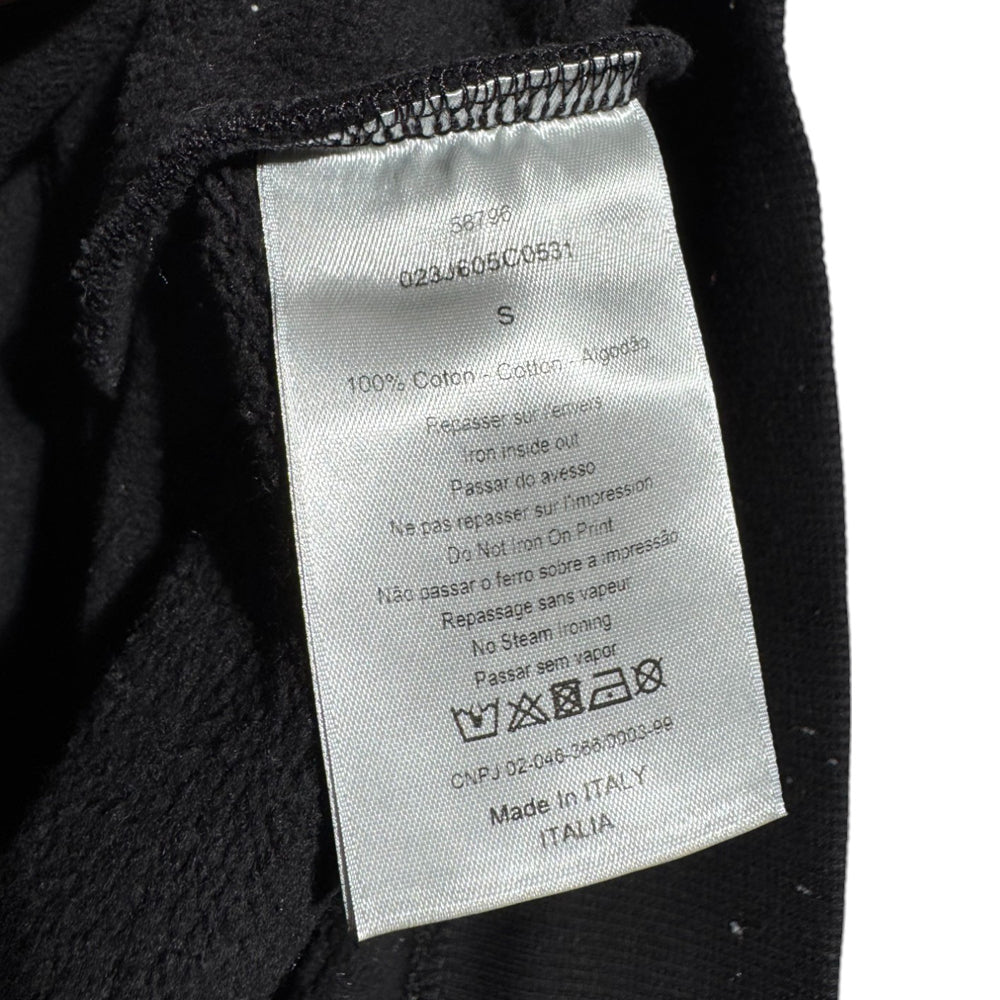 58796
023J605C0531
S
100% Coton - Cotton - Algodão
Repasser sur l'envers
Iron inside out
Passar do avesso
Ne pas repasser sur l'impression
Do Not Iron On Print
Não passar o ferro sobre a impressão
Repassage sans vapeur
No Steam Ironing
Passar sem vapor
CNPJ 02-046-366/0003-99
Made In ITALY
ITALIA